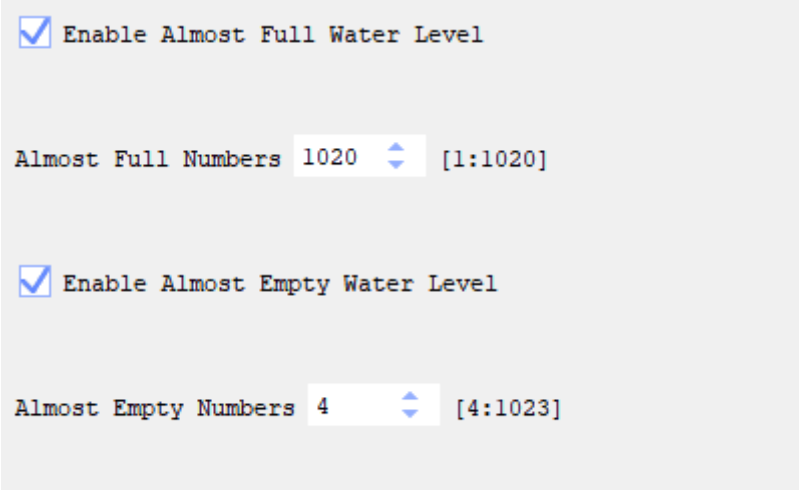 Enable Almost Full Water Level
Almost Full Numbers 1020 [1:1020]
Enable Almost Empty Water Level
Almost Empty Numbers 4 [4:1023]